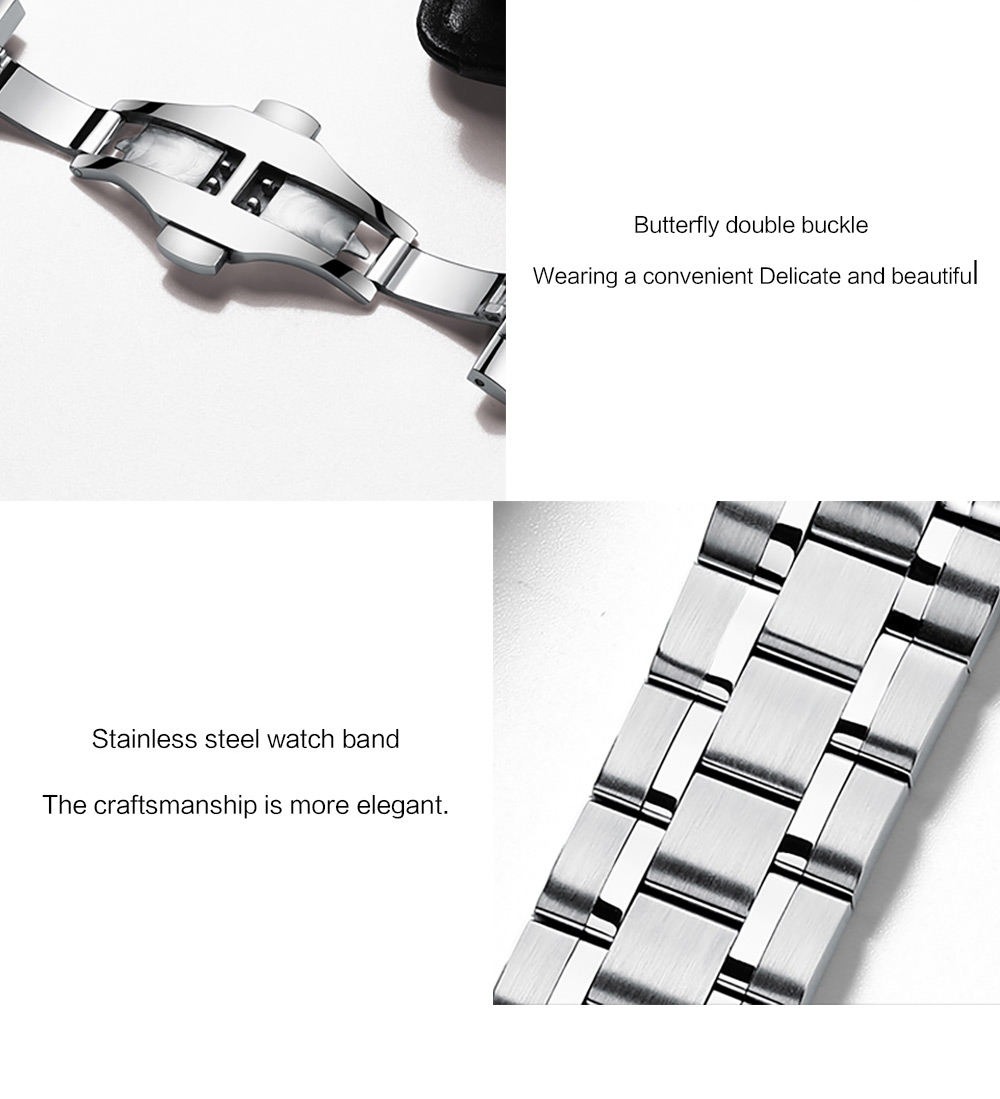 Butterfly double buckle
Wearing a convenient Delicate and beautiful
Stainless steel watch band
The craftsmanship is more elegant.